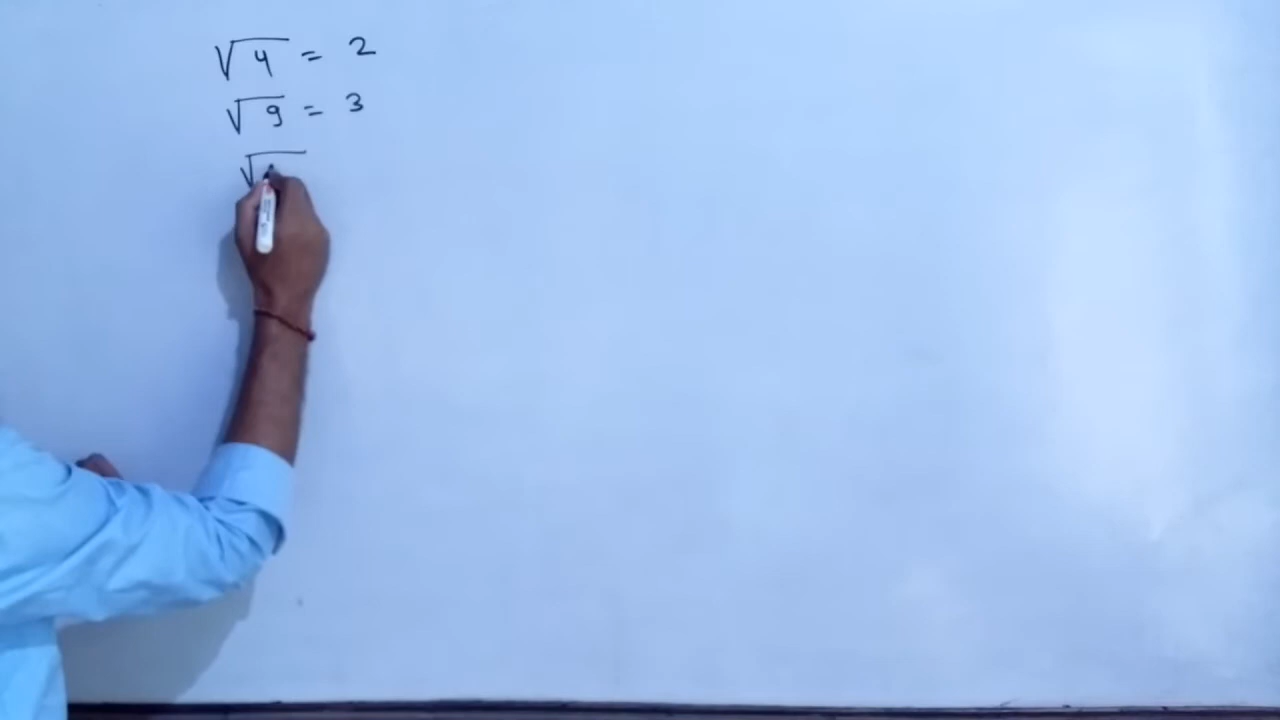 √4 = 2
√9 = 3
√